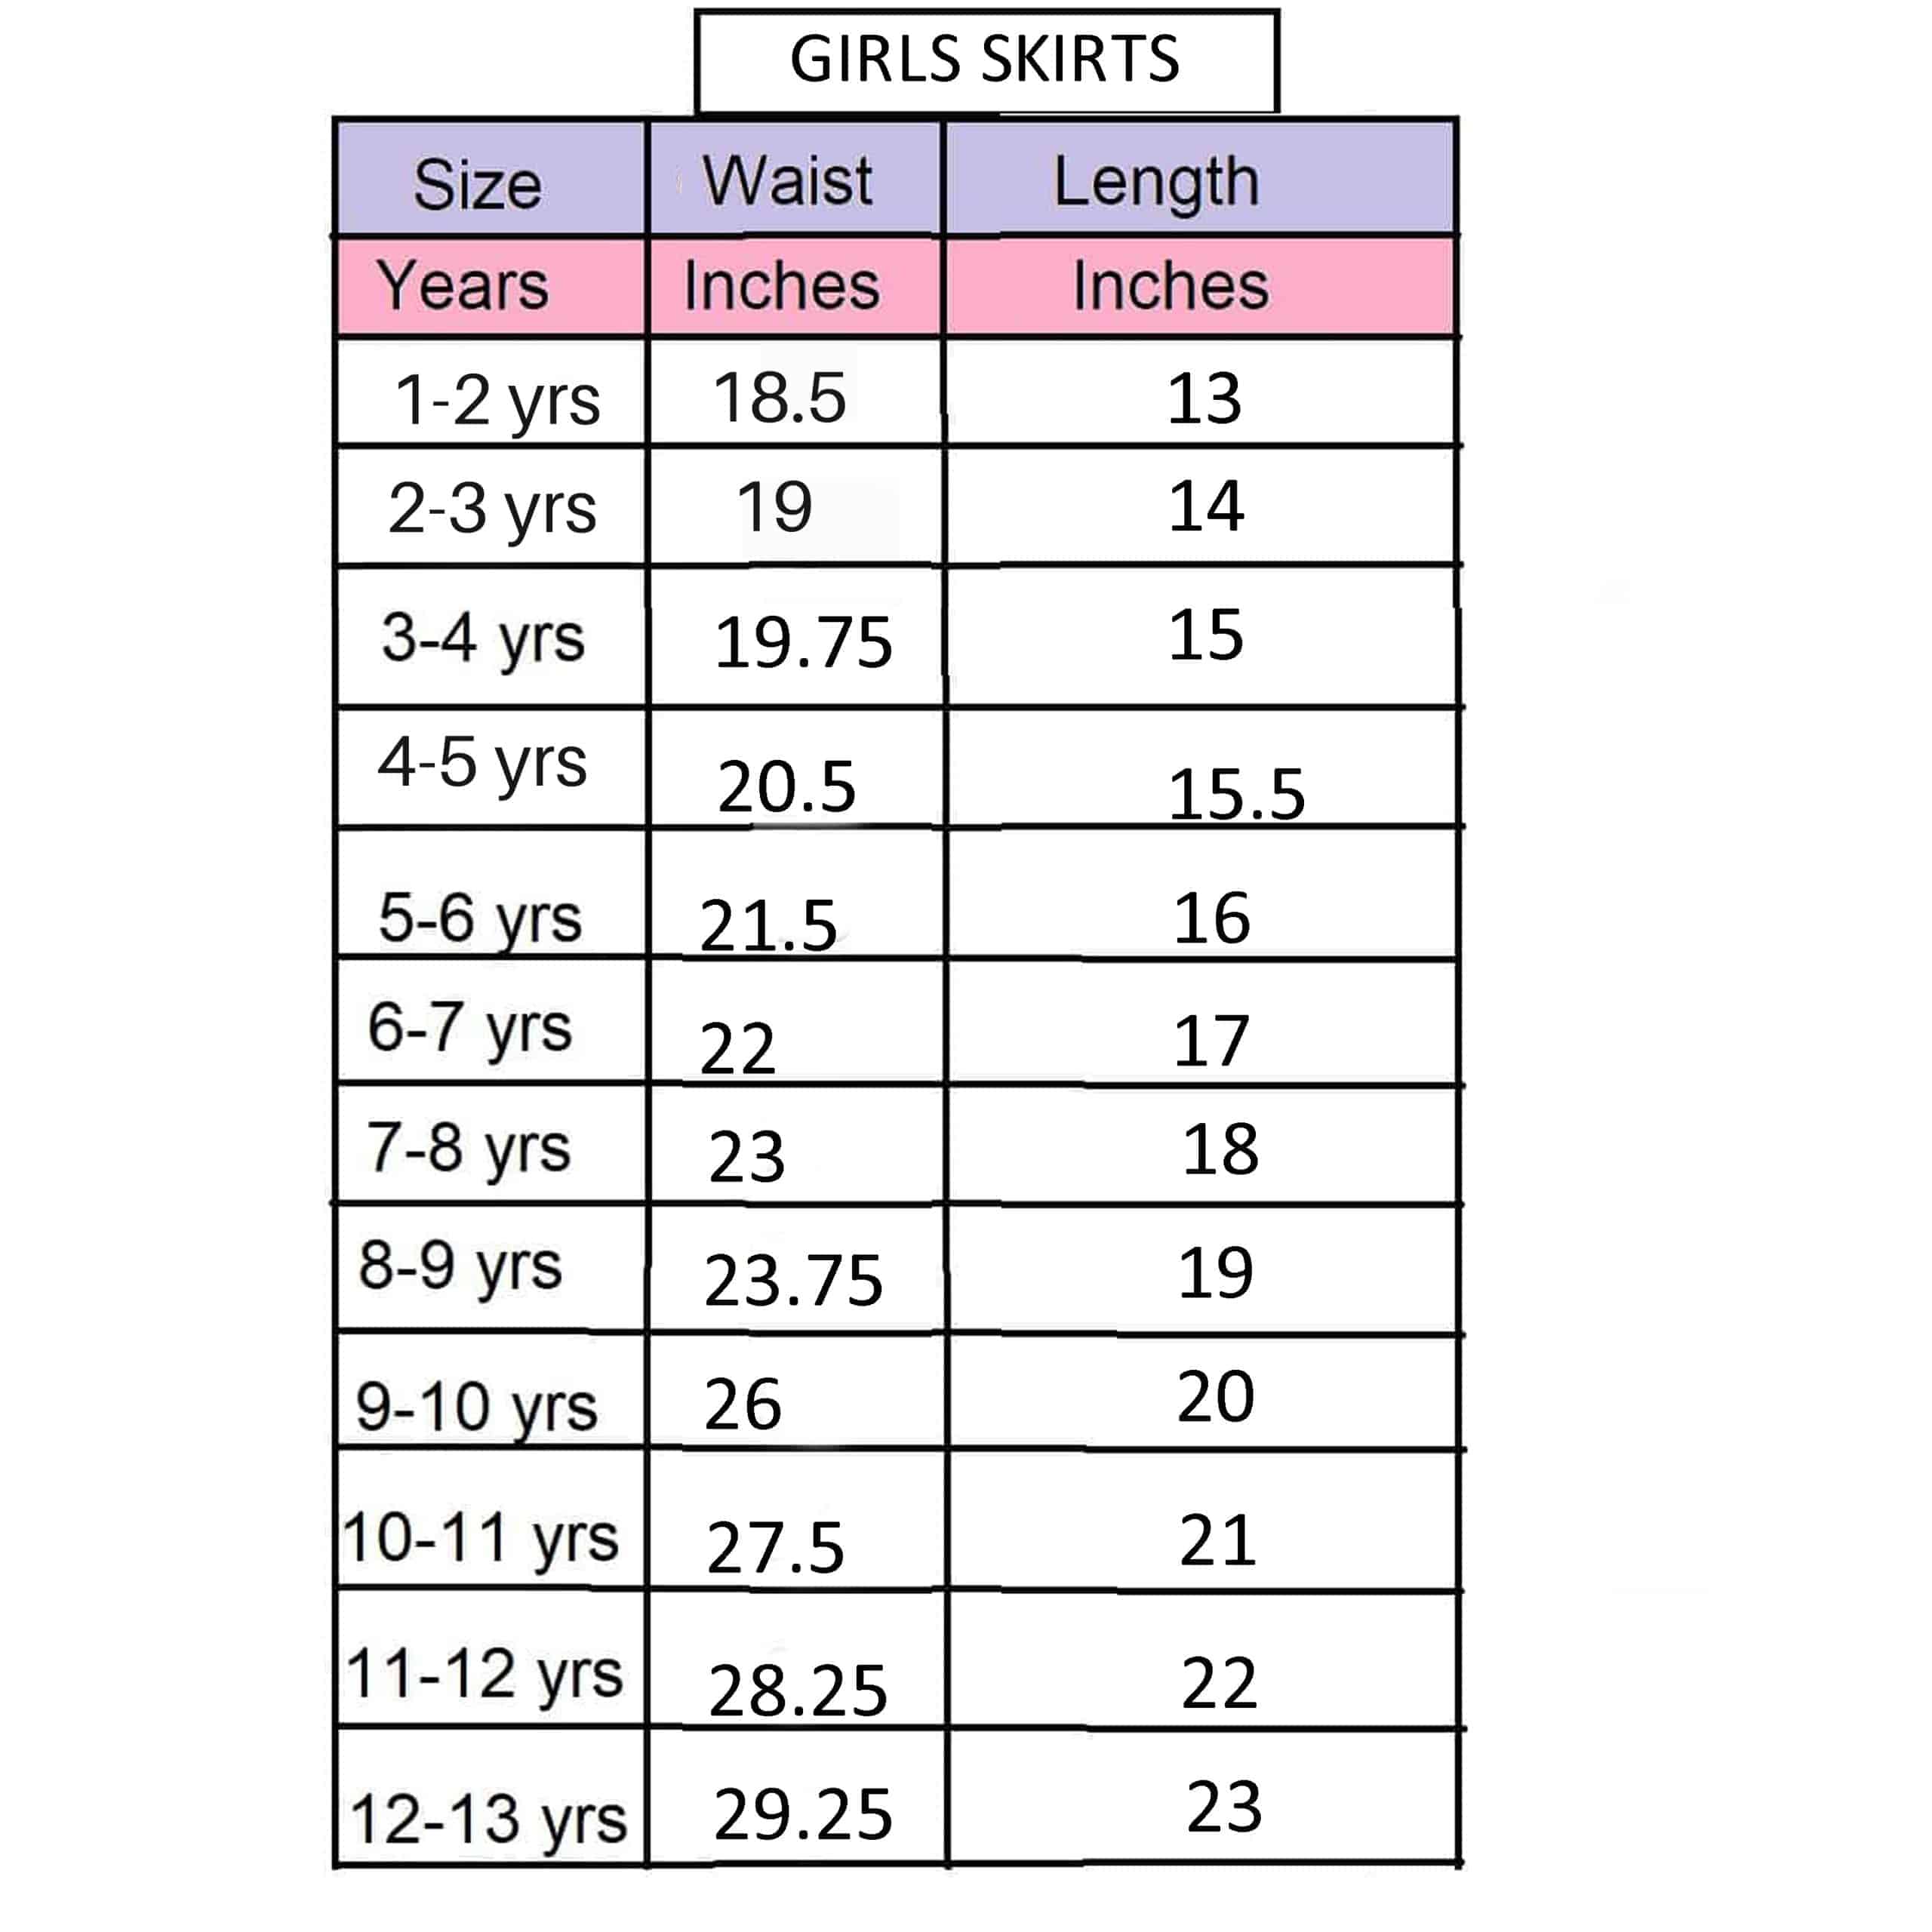 GIRLS SKIRTS
Size Waist Length
Years Inches Inches
1-2 yrs 18.5 13
2-3 yrs 19 14
3-4 yrs 19.75 15
4-5 yrs 20.5 15.5
5-6 yrs 21.5 16
6-7 yrs 22 17
7-8 yrs 23 18
8-9 yrs 23.75 19
9-10 yrs 26 20
10-11 yrs 27.5 21
11-12 yrs 28.25 22
12-13 yrs 29.25 23